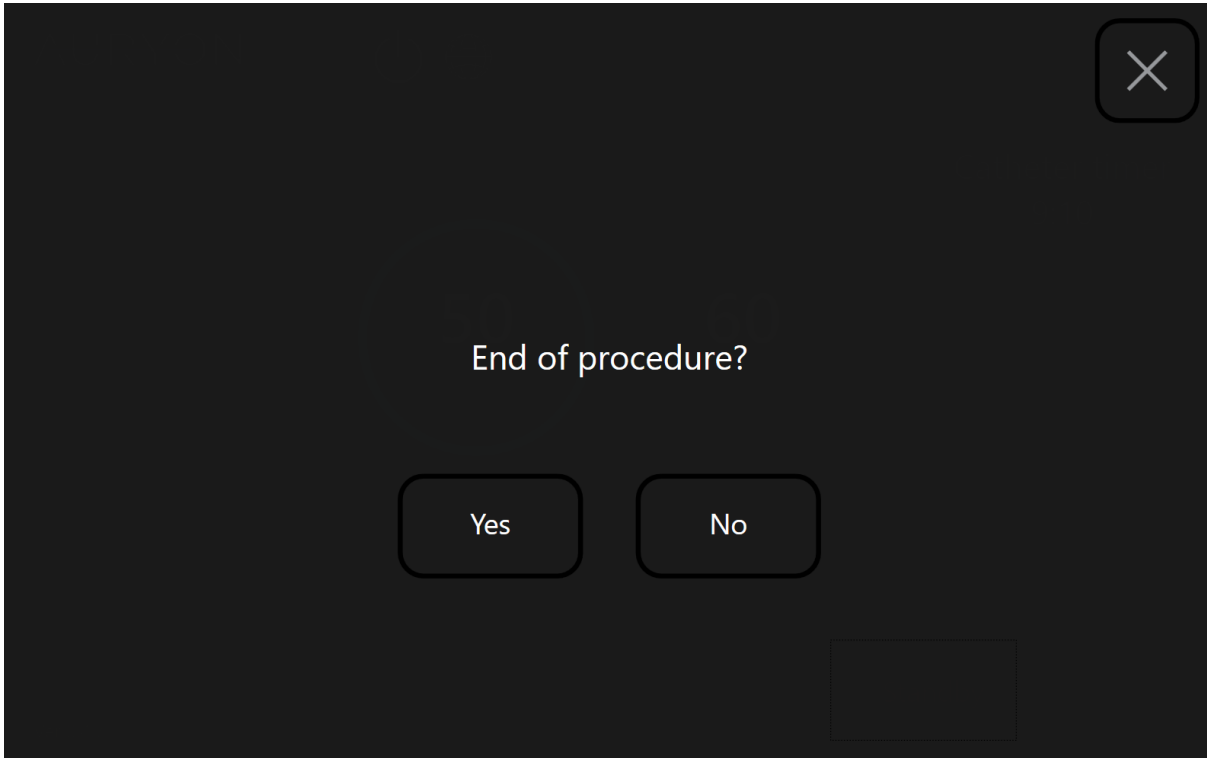 End of procedure?
Yes
No